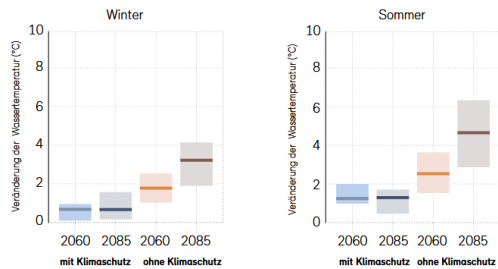 Winter
Veränderung der Wassertemperatur (°C)
10
8
6
4
2
0
2060 2085 2060 2085
mit Klimaschutz ohne Klimaschutz
Sommer
Veränderung der Wassertemperatur (°C)
10
8
6
4
2
0
2060 2085 2060 2085
mit Klimaschutz ohne Klimaschutz